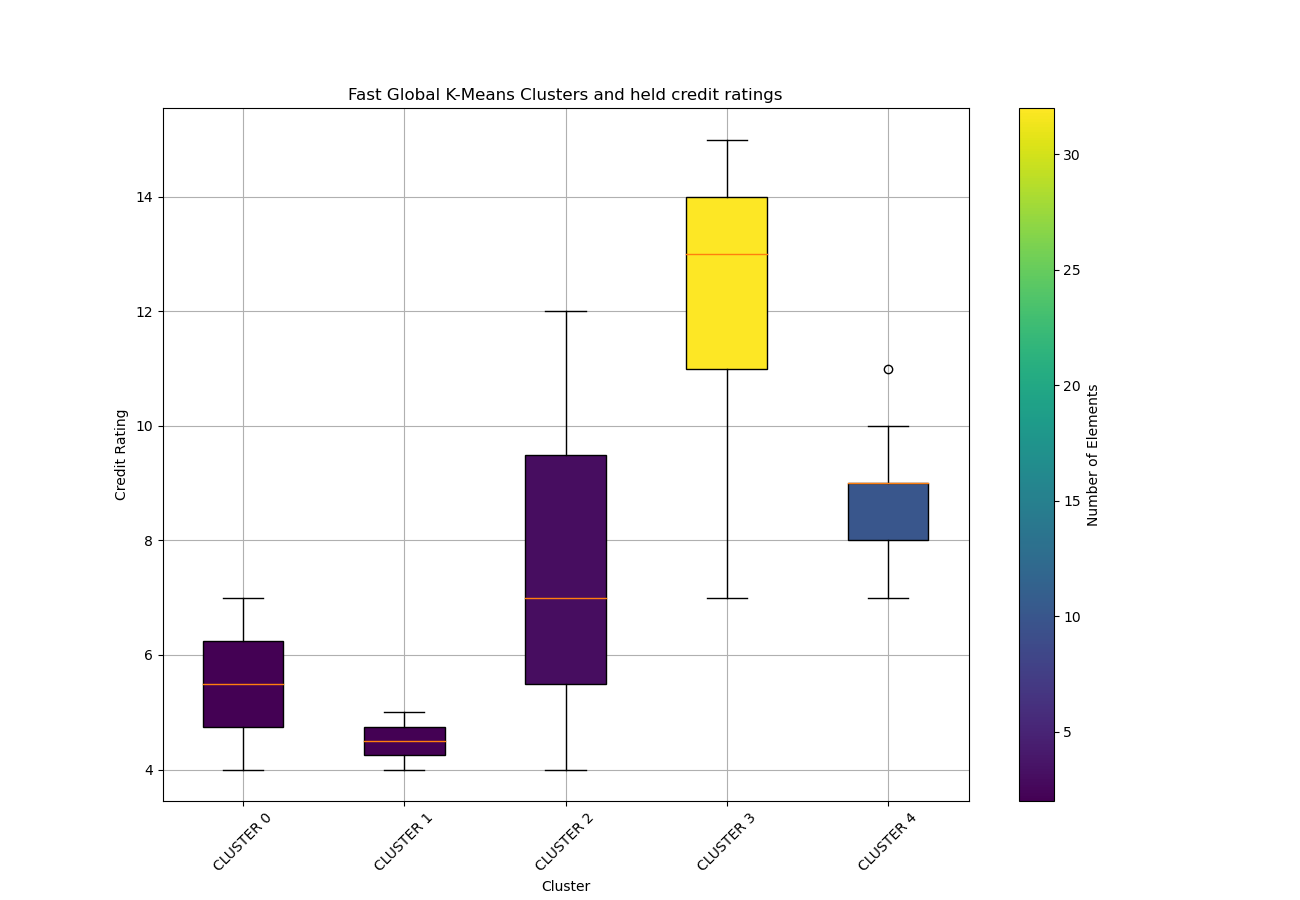 Fast Global K-Means Clusters and held credit ratings
Credit Rating
14
12
10
8
6
4
CLUSTER 0
CLUSTER 1
CLUSTER 2
CLUSTER 3
CLUSTER 4
Cluster
30
25
20
15
10
5
Number of Elements